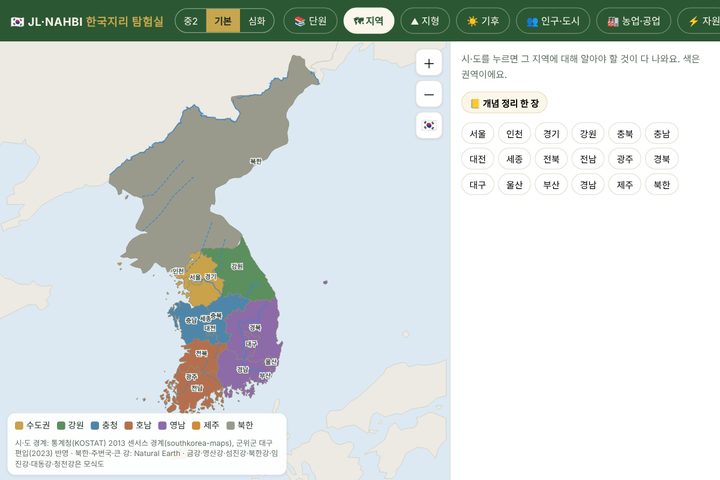 🇰🇷 JL·NAHBI 한국지리 탐험실
중2 기본 심화
📚 단원 🗺️ 지역 ⛰ 지형 ☀️ 기후 👥 인구·도시 🏭 농업·공업 ⚡ 자원
시·도를 누르면 그 지역에 대해 알아야 할 것이 다 나와요. 색은
권역이에요.
📒 개념 정리 한 장
서울 인천 경기 강원 충북 충남
대전 세종 전북 전남 광주 경북
대구 울산 부산 경남 제주 북한
+
−
북한
인천
서울 경기
강원
충남 세종 충북
대전
경북
대구
전북
울산
경남
부산
광주
전남
수도권 강원 충청 호남 영남 제주 북한
시·도 경계: 통계청(KOSTAT) 2013 센서스 경계(southkorea-maps), 군위군 대구
편입(2023) 반영 · 북한·주변국·큰 강: Natural Earth · 금강·영산강·섬진강·북한강·임
진강·대동강·청천강은 모식도